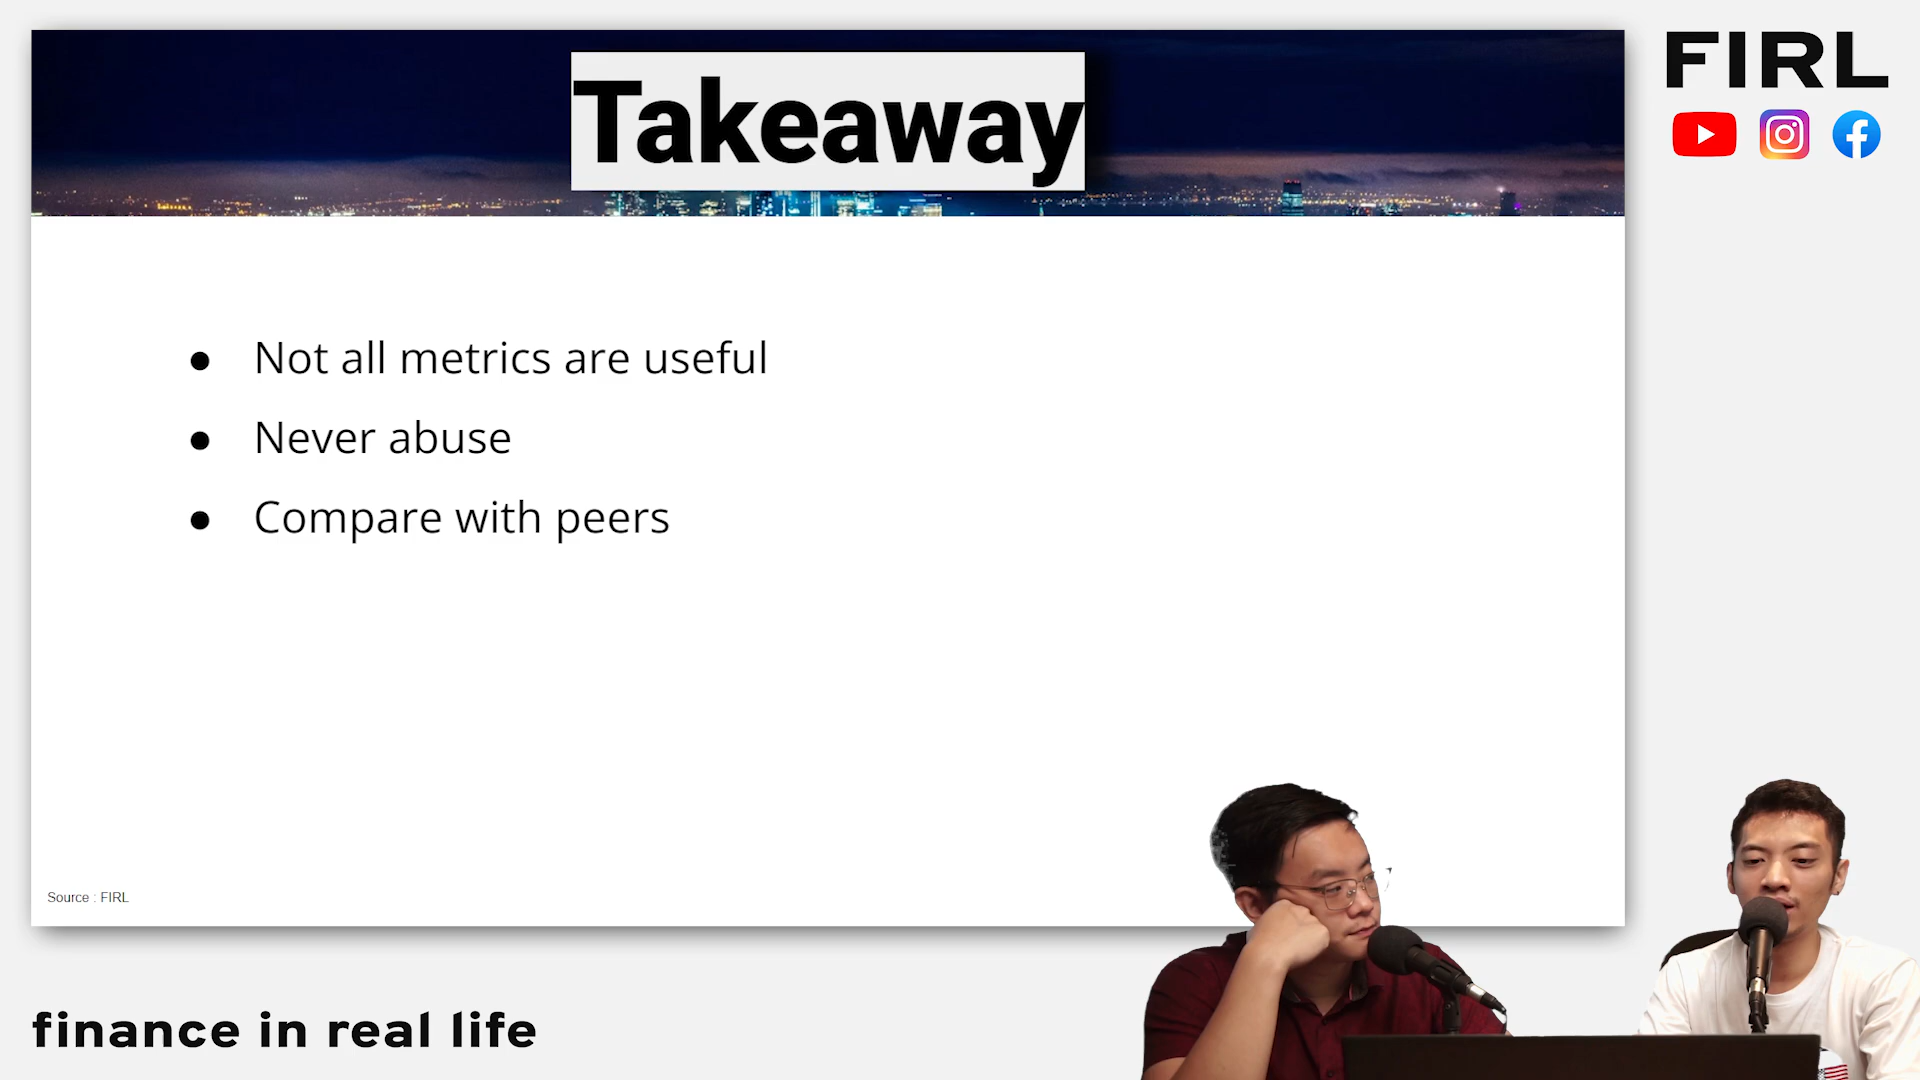 Takeaway
FIRL
● Not all metrics are useful
● Never abuse
● Compare with peers
Source : FIRL
finance in real life